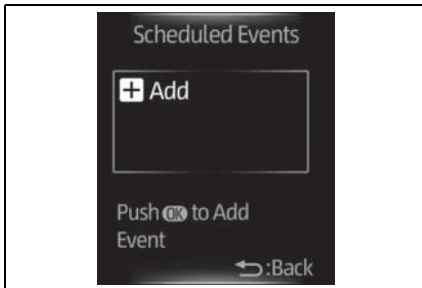 Scheduled Events
+ Add
Push OK to Add
Event
:Back